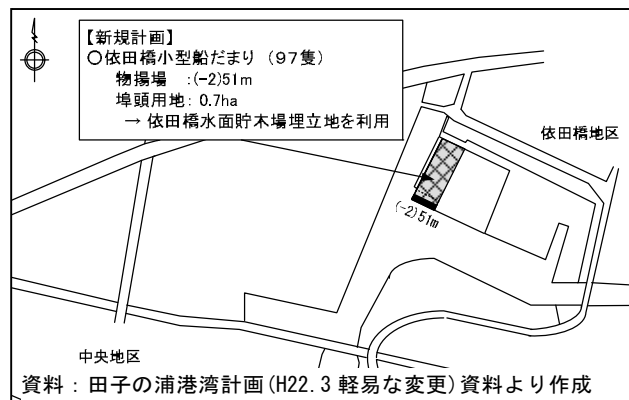 【新規計画】
○依田橋小型船だまり (97隻)
物揚場 :(-2)51m
埠頭用地: 0.7ha
→ 依田橋水面貯木場埋立地を利用
依田橋地区
(-2)51m
中央地区
資料：田子の浦港湾計画(H22.3 軽易な変更)資料より作成